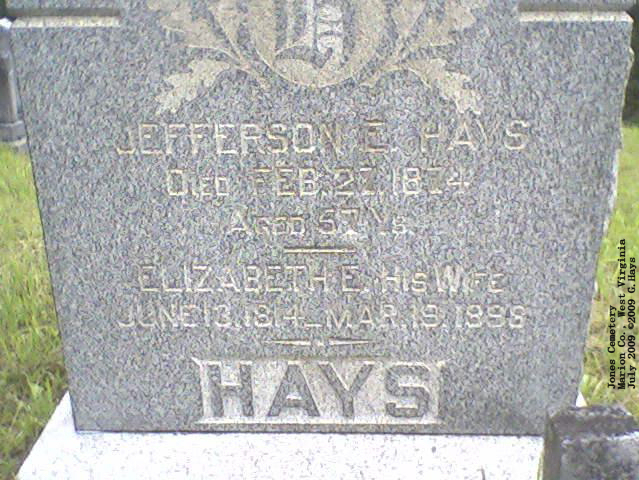 H
JEFFERSON E. HAYS
DIED FEB. 27, 1874
AGED 57 YS.
ELIZABETH E. HIS WIFE
JUNE 13, 1814 – MAR. 19, 1898
HAYS
Jones Cemetery
Marion Co., West Virginia
July 2009 ©2009 G.Hays